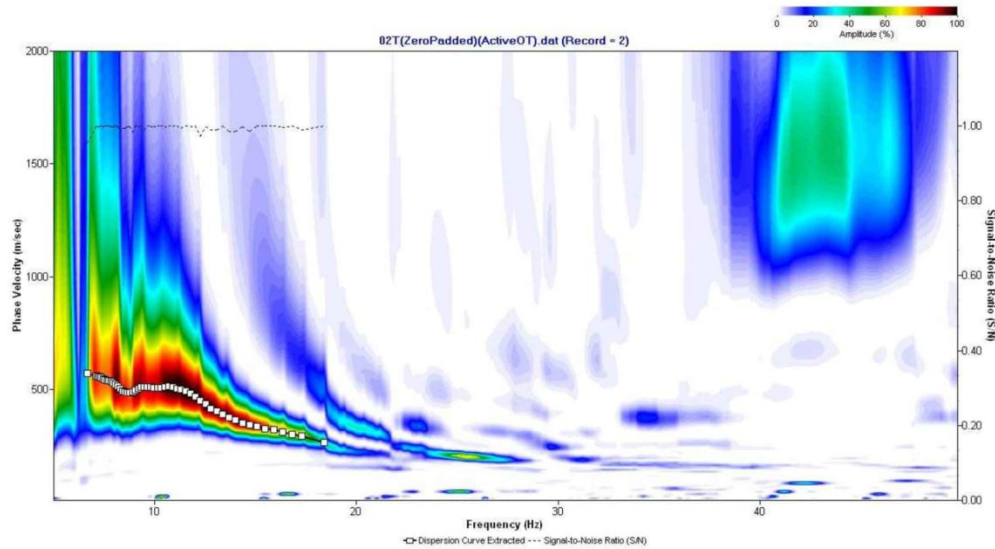 0 20 40 60 80 100
Amplitude (%)
02T(ZeroPadded)(ActiveOT).dat (Record = 2)
2000
1500
1000
500
Phase Velocity (m/sec)
1.00
0.80
0.60
0.40
0.20
0.00
Signal-to-Noise Ratio (S/N)
10 20 30 40
Frequency (Hz)
Dispersion Curve Extracted Signal-to-Noise Ratio (S/N)